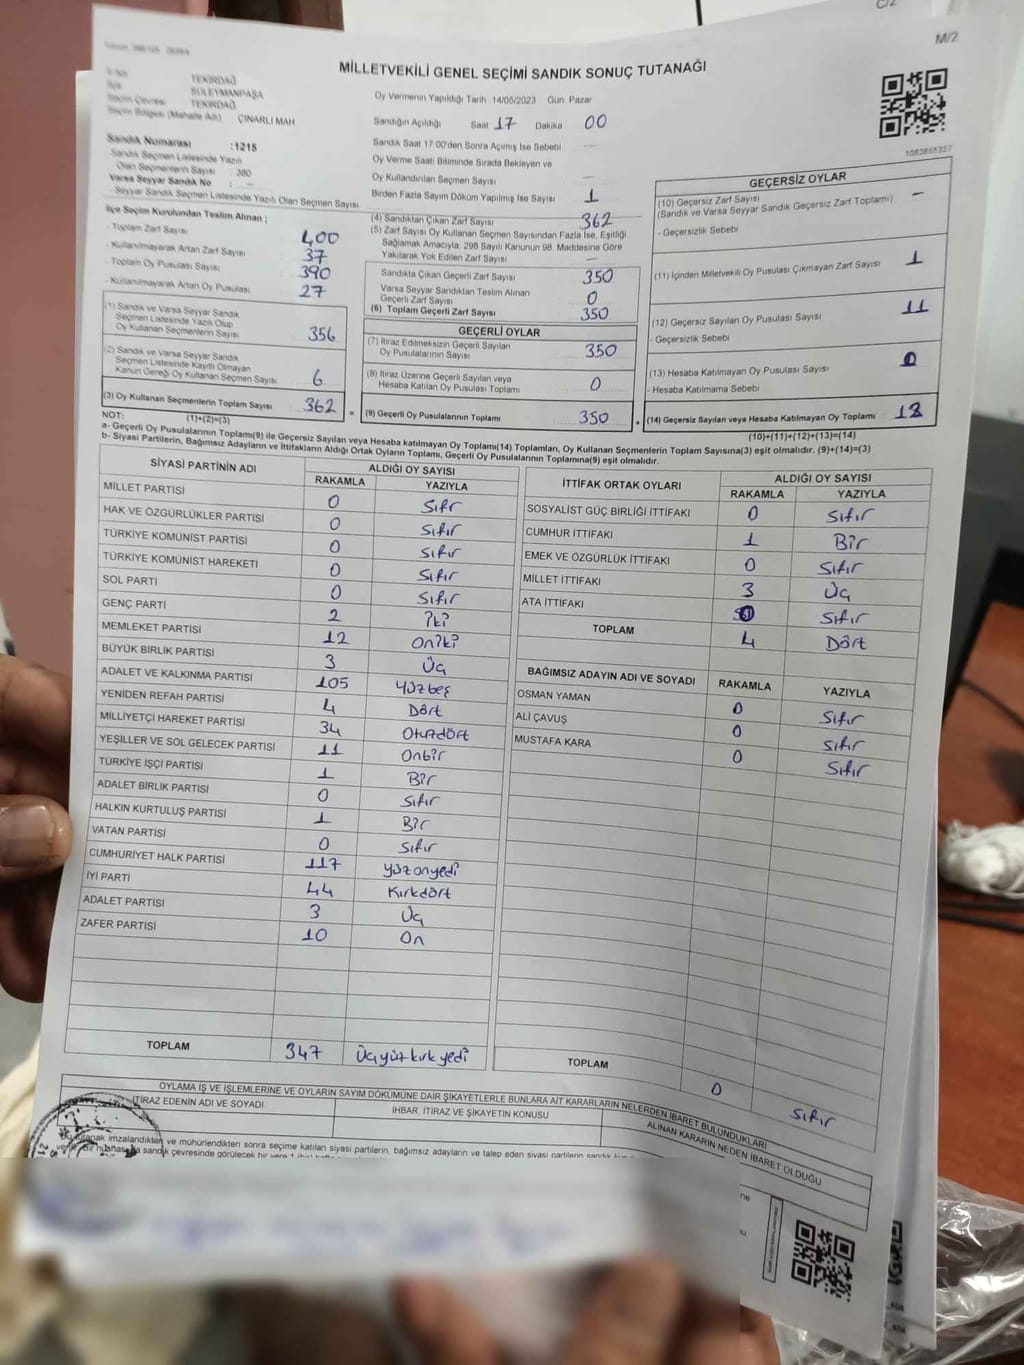 C/2
M/2
MİLLETVEKİLİ GENEL SEÇİMİ SANDIK SONUÇ TUTANAĞI
TEKİRDAĞ
SÜLEYMANPAŞA
Seçim Çevresi TEKİRDAĞ
Seçim Bölgesi (Mahalle Adı) : ÇINARLI MAH
Oy Vermenin Yapıldığı Tarih : 14/05/2023 Gün: Pazar
Sandığın Açıldığı Saat 17 Dakika 00
Sandık Saat 17:00'den Sonra Açımış İse Sebebi
Oy Verme Saati Bitiminde Sırada Bekleyen ve
Oy Kullandırılan Seçmen Sayısı —
Birden Fazla Sayım Döküm Yapılmış İse Sayısı 1
1083855327
Sandık Numarası :1215
Sandık Seçmen Listesinde Yazılı
Olan Seçmenlerin Sayısı : 380
Varsa Seyyar Sandık No : —
Seyyar Sandık Seçmen Listesinde Yazılı Olan Seçmen Sayısı
İlçe Seçim Kurulundan Teslim Alınan ;
- Toplam Zarf Sayısı 400
- Kullanılmayarak Artan Zarf Sayısı 37
- Toplam Oy Pusulası Sayısı 390
- Kullanılmayarak Artan Oy Pusulası 27
(1) Sandık ve Varsa Seyyar Sandık
Seçmen Listesinde Yazılı Olup
Oy Kullanan Seçmenlerin Sayısı 356
(2) Sandık ve Varsa Seyyar Sandık
Seçmen Listesinde Kayıtlı Olmayan
Kanun Gereği Oy Kullanan Seçmen Sayısı 6
(3) Oy Kullanan Seçmenlerin Toplam Sayısı 362 =
(1)+(2)=(3)
(4) Sandıktan Çıkan Zarf Sayısı 362
(5) Zarf Sayısı Oy Kullanan Seçmen Sayısından Fazla İse, Eşitliği
Sağlamak Amacıyla, 298 Sayılı Kanunun 98. Maddesine Göre
Yakılarak Yok Edilen Zarf Sayısı —
Sandıkta Çıkan Geçerli Zarf Sayısı 350
Varsa Seyyar Sandıktan Teslim Alınan
Geçerli Zarf Sayısı 0
(6) Toplam Geçerli Zarf Sayısı 350
GEÇERLİ OYLAR
(7) İtiraz Edilmeksizin Geçerli Sayılan
Oy Pusulalarının Sayısı 350
(8) İtiraz Üzerine Geçerli Sayılan veya
Hesaba Katılan Oy Pusulası Toplamı 0
(9) Geçerli Oy Pusulalarının Toplamı 350 +
GEÇERSİZ OYLAR
(10) Geçersiz Zarf Sayısı —
(Sandık ve Varsa Seyyar Sandık Geçersiz Zarf Toplamı)
- Geçersizlik Sebebi
(11) İçinden Milletvekili Oy Pusulası Çıkmayan Zarf Sayısı 1
(12) Geçersiz Sayılan Oy Pusulası Sayısı 11
- Geçersizlik Sebebi
(13) Hesaba Katılmayan Oy Pusulası Sayısı 0
- Hesaba Katılmama Sebebi
(14) Geçersiz Sayılan veya Hesaba Katılmayan Oy Toplamı 12
(10)+(11)+(12)+(13)=(14)
NOT:
a- Geçerli Oy Pusulalarının Toplamı(9) ile Geçersiz Sayılan veya Hesaba katılmayan Oy Toplamı(14) Toplamları, Oy Kullanan Seçmenlerin Toplam Sayısına(3) eşit olmalıdır. (9)+(14)=(3)
b- Siyasi Partilerin, Bağımsız Adayların ve İttifakların Aldığı Ortak Oyların Toplamı, Geçerli Oy Pusulalarının Toplamına(9) eşit olmalıdır.
SİYASİ PARTİNİN ADI ALDIĞI OY SAYISI
RAKAMLA YAZIYLA
MİLLET PARTİSİ 0 Sıfır
HAK VE ÖZGÜRLÜKLER PARTİSİ 0 Sıfır
TÜRKİYE KOMÜNİST PARTİSİ 0 Sıfır
TÜRKİYE KOMÜNİST HAREKETİ 0 Sıfır
SOL PARTİ 0 Sıfır
GENÇ PARTİ 2 İki
MEMLEKET PARTİSİ 12 Oniki
BÜYÜK BİRLİK PARTİSİ 3 Üç
ADALET VE KALKINMA PARTİSİ 105 Yüzbeş
YENİDEN REFAH PARTİSİ 4 Dört
MİLLİYETÇİ HAREKET PARTİSİ 34 Otuzdört
YEŞİLLER VE SOL GELECEK PARTİSİ 11 Onbir
TÜRKİYE İŞÇİ PARTİSİ 1 Bir
ADALET BİRLİK PARTİSİ 0 Sıfır
HALKIN KURTULUŞ PARTİSİ 1 Bir
VATAN PARTİSİ 0 Sıfır
CUMHURİYET HALK PARTİSİ 117 Yüzonyedi
İYİ PARTİ 44 Kırkdört
ADALET PARTİSİ 3 Üç
ZAFER PARTİSİ 10 On
TOPLAM 347 Üçyüzkırkyedi
İTTİFAK ORTAK OYLARI ALDIĞI OY SAYISI
RAKAMLA YAZIYLA
SOSYALİST GÜÇ BİRLİĞİ İTTİFAKI 0 Sıfır
CUMHUR İTTİFAKI 1 Bir
EMEK VE ÖZGÜRLÜK İTTİFAKI 0 Sıfır
MİLLET İTTİFAKI 3 Üç
ATA İTTİFAKI 0 Sıfır
TOPLAM 4 Dört
BAĞIMSIZ ADAYIN ADI VE SOYADI RAKAMLA YAZIYLA
OSMAN YAMAN 0 Sıfır
ALİ ÇAVUŞ 0 Sıfır
MUSTAFA KARA 0 Sıfır
TOPLAM 0 Sıfır
OYLAMA İŞ VE İŞLEMLERİNE VE OYLARIN SAYIM DÖKÜMÜNE DAİR ŞİKAYETLERLE BUNLARA AİT KARARLARIN NELERDEN İBARET BULUNDUKLARI
İTİRAZ EDENİN ADI VE SOYADI İHBAR, İTİRAZ VE ŞİKAYETİN KONUSU ALINAN KARARIN NEDEN İBARET OLDUĞU
imzalandıktan ve mühürlendikten sonra seçime katılan siyasi partilerin, bağımsız adayların ve talep eden siyasi partilerin
sandık çevresinde görülecek bir yere 1 (bir)